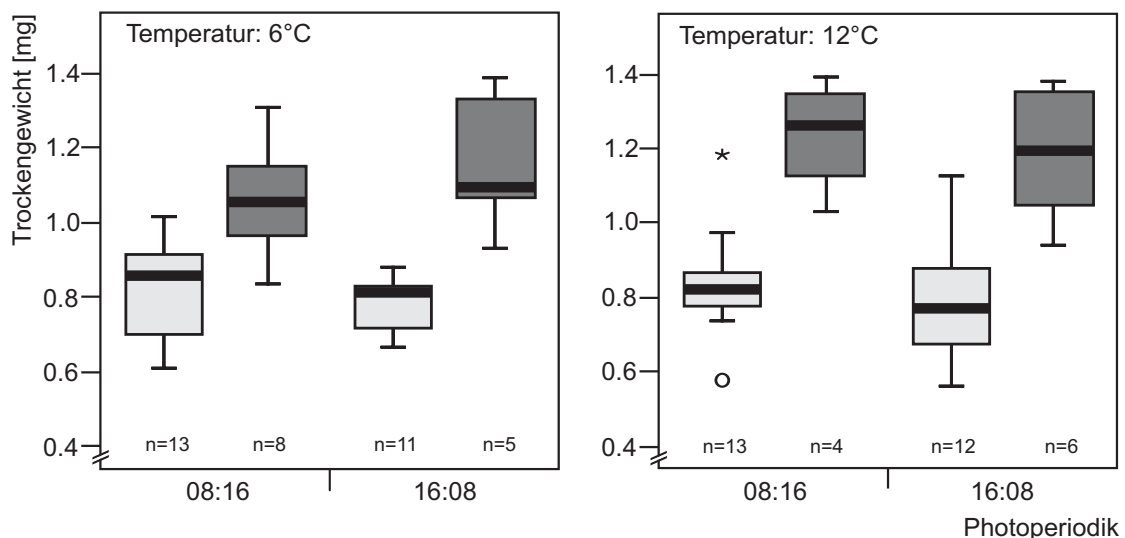 Trockengewicht [mg]
Temperatur: 6°C
1.4
1.2
1.0
0.8
0.6
0.4
n=13 n=8 n=11 n=5
08:16 16:08
Temperatur: 12°C
1.4
1.2
1.0
0.8
0.6
0.4
n=13 n=4 n=12 n=6
08:16 16:08
Photoperiodik